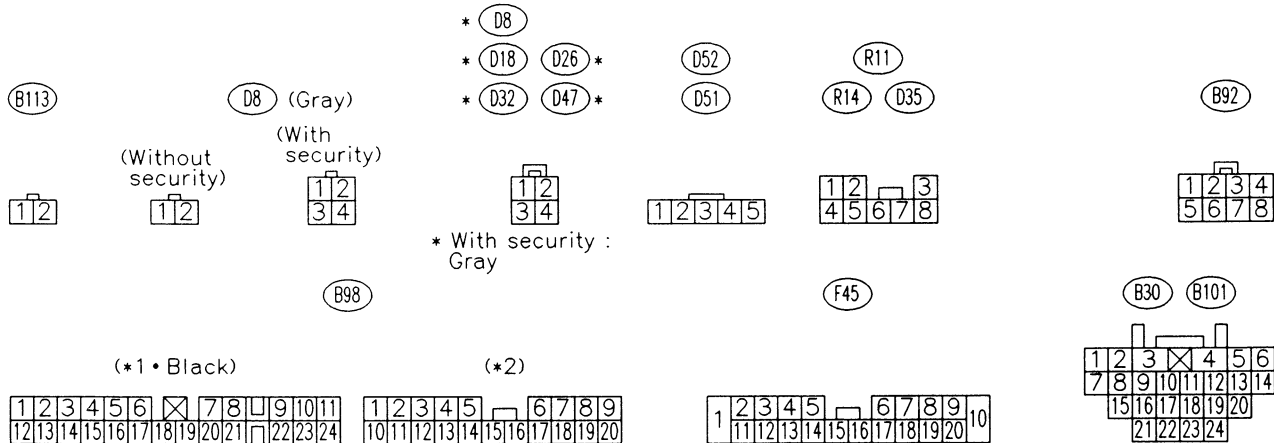 * D8
* D18 D26 *
D52
R11
B113
D8 (Gray)
* D32 D47 *
D51
R14 D35
B92
(Without
security)
(With
security)
1 2
1 2
1 2
3 4
1 2
3 4
* With security :
Gray
1 2 3 4 5
1 2 3
4 5 6 7 8
1 2 3 4
5 6 7 8
B98
F45
B30 B101
(*1・Black)
(*2)
1 2 3 4 5 6 7 8 9 10 11
12 13 14 15 16 17 18 19 20 21 22 23 24
1 2 3 4 5 6 7 8 9
10 11 12 13 14 15 16 17 18 19 20
1 2 3 4 5 6 7 8 9 10
11 12 13 14 15 16 17 18 19 20
1 2 3 4 5 6
7 8 9 10 11 12 13 14
15 16 17 18 19 20
21 22 23 24